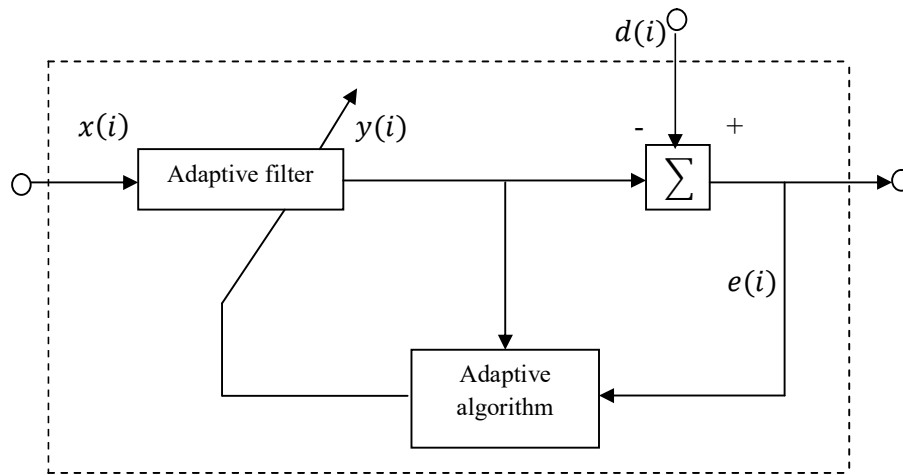 d(i)
x(i)
y(i)
-
+
Adaptive filter
∑
e(i)
Adaptive
algorithm